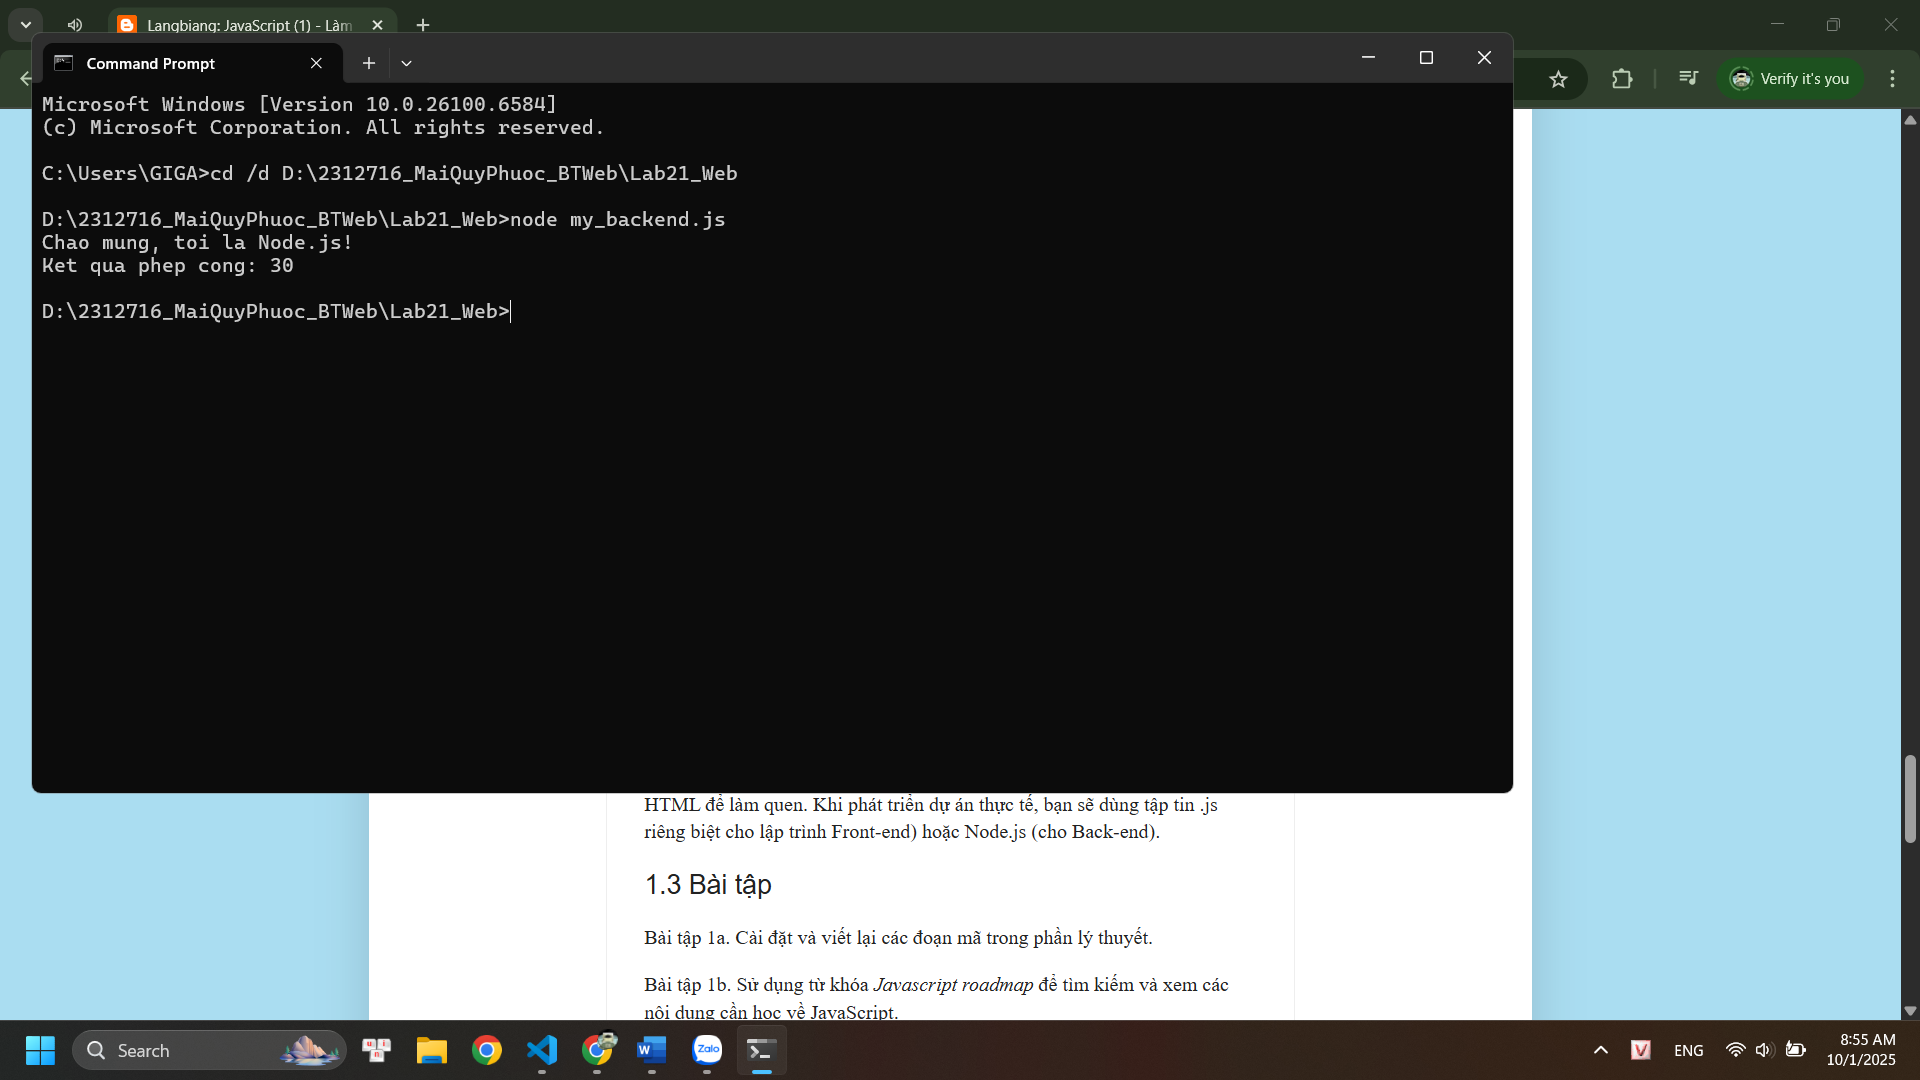 Langbiang: JavaScript (1) - Làm
Verify it's you
Command Prompt
Microsoft Windows [Version 10.0.26100.6584]
(c) Microsoft Corporation. All rights reserved.
C:\Users\GIGA>cd /d D:\2312716_MaiQuyPhuoc_BTWeb\Lab21_Web
D:\2312716_MaiQuyPhuoc_BTWeb\Lab21_Web>node my_backend.js
Chao mung, toi la Node.js!
Ket qua phep cong: 30
D:\2312716_MaiQuyPhuoc_BTWeb\Lab21_Web>
HTML để làm quen. Khi phát triển dự án thực tế, bạn sẽ dùng tập tin .js
riêng biệt cho lập trình Front-end) hoặc Node.js (cho Back-end).
1.3 Bài tập
Bài tập 1a. Cài đặt và viết lại các đoạn mã trong phần lý thuyết.
Bài tập 1b. Sử dụng từ khóa Javascript roadmap để tìm kiếm và xem các
nội dung cần học về JavaScript.
Search
Zalo
ENG
8:55 AM
10/1/2025